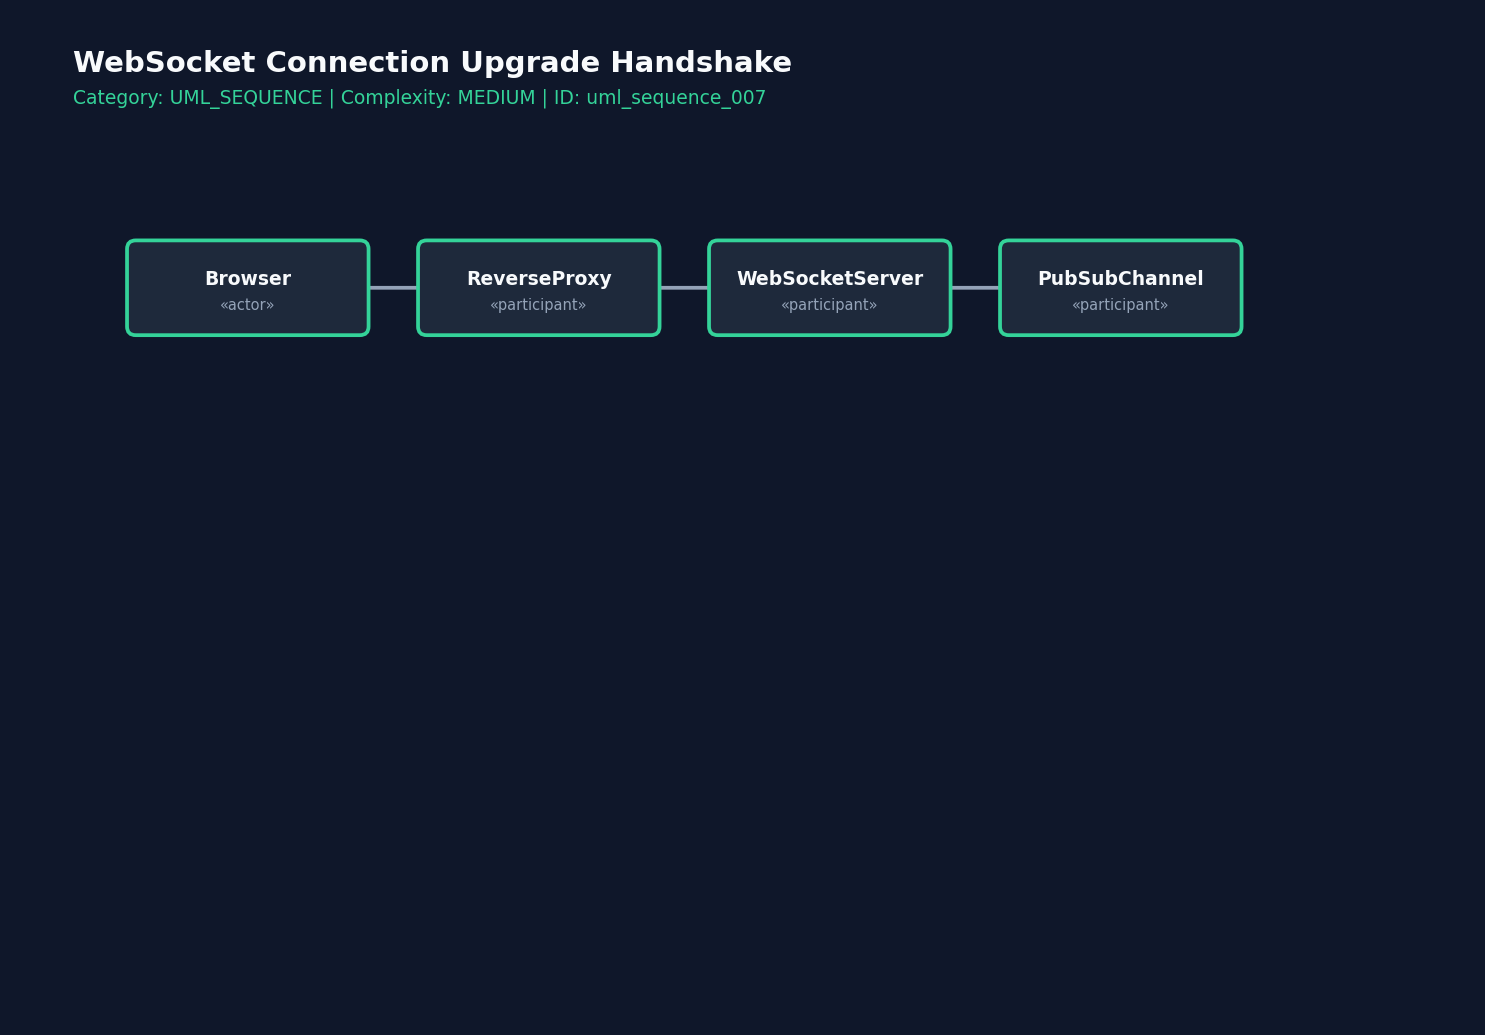 WebSocket Connection Upgrade Handshake
Category: UML_SEQUENCE | Complexity: MEDIUM | ID: uml_sequence_007
Browser
«actor»
ReverseProxy
«participant»
WebSocketServer
«participant»
PubSubChannel
«participant»